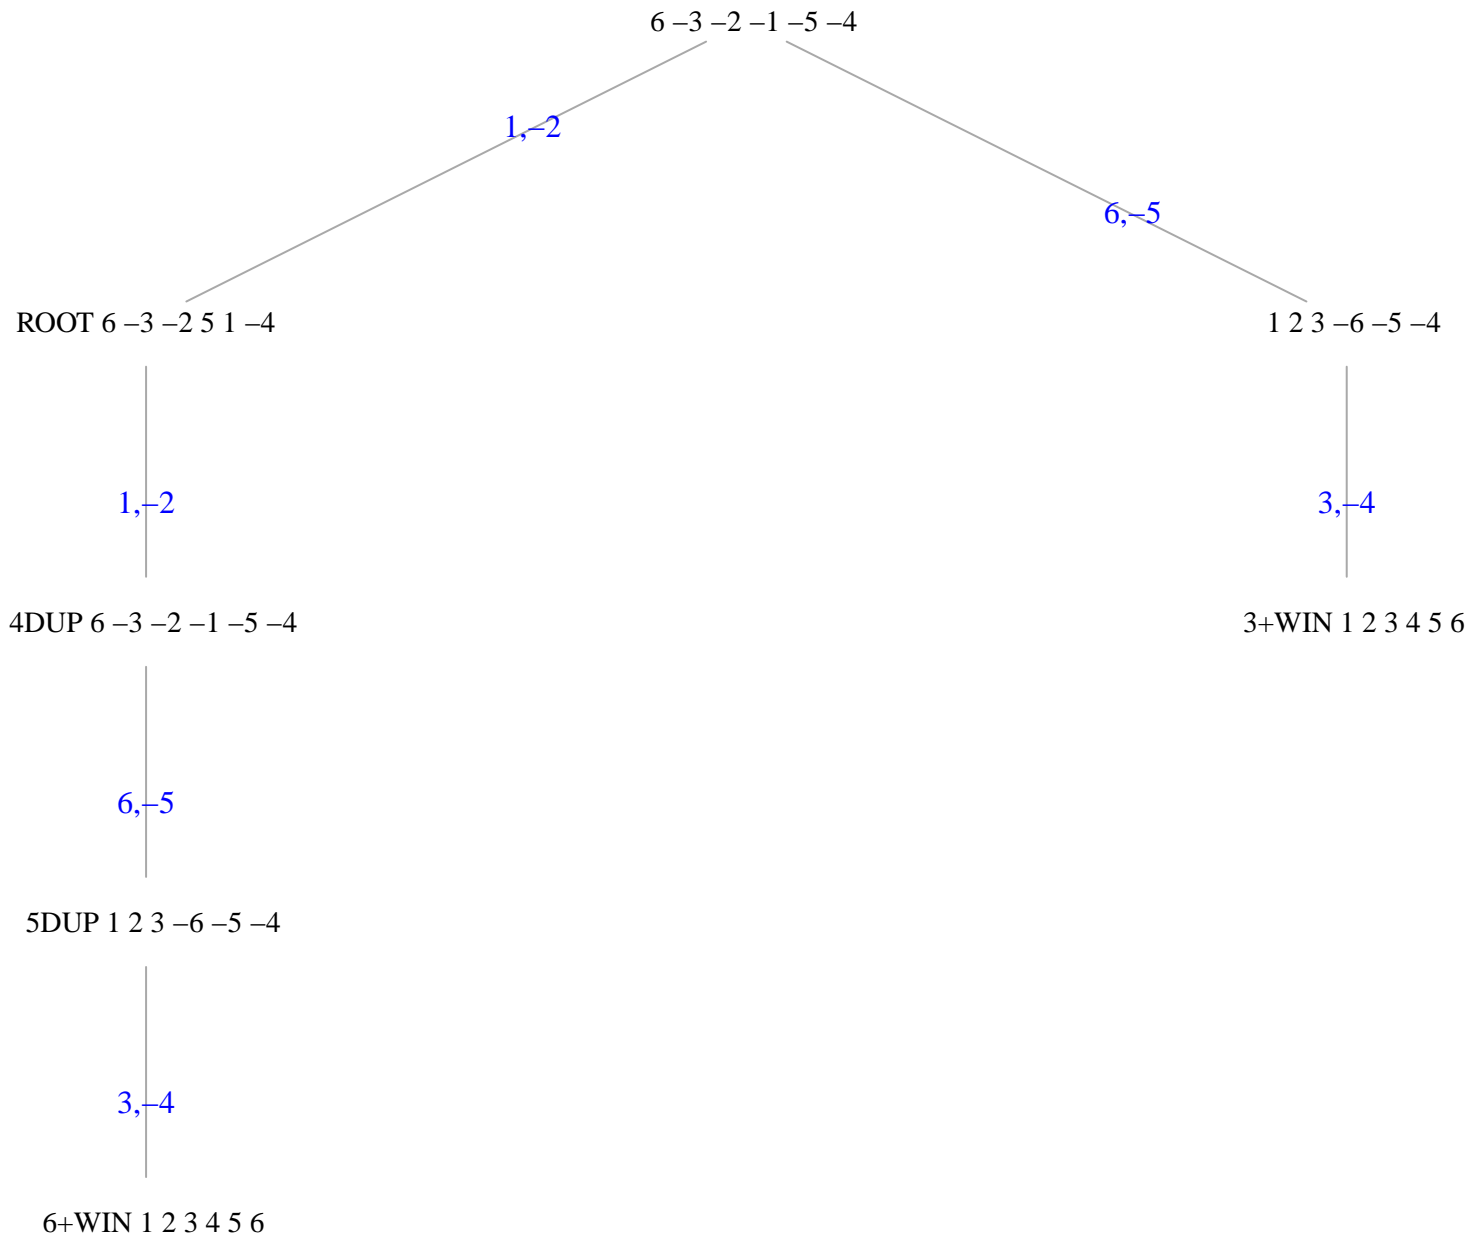 6 –3 –2 –1 –5 –4
1,–2
6,–5
ROOT 6 –3 –2 5 1 –4
1 2 3 –6 –5 –4
1,–2
3,–4
4DUP 6 –3 –2 –1 –5 –4
3+WIN 1 2 3 4 5 6
6,–5
5DUP 1 2 3 –6 –5 –4
3,–4
6+WIN 1 2 3 4 5 6